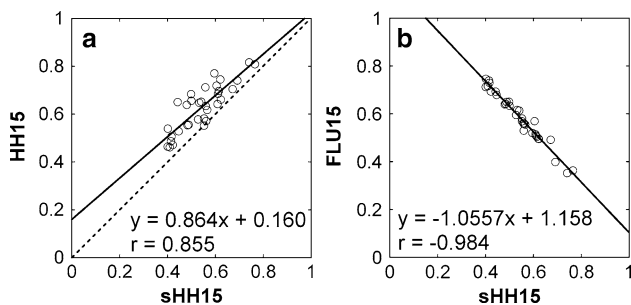 a
HH15
1
0.8
0.6
0.4
0.2
0
0 0.2 0.4 0.6 0.8 1
y = 0.864x + 0.160
r = 0.855
sHH15
b
FLU15
1
0.8
0.6
0.4
0.2
0
0 0.2 0.4 0.6 0.8 1
y = -1.0557x + 1.158
r = -0.984
sHH15